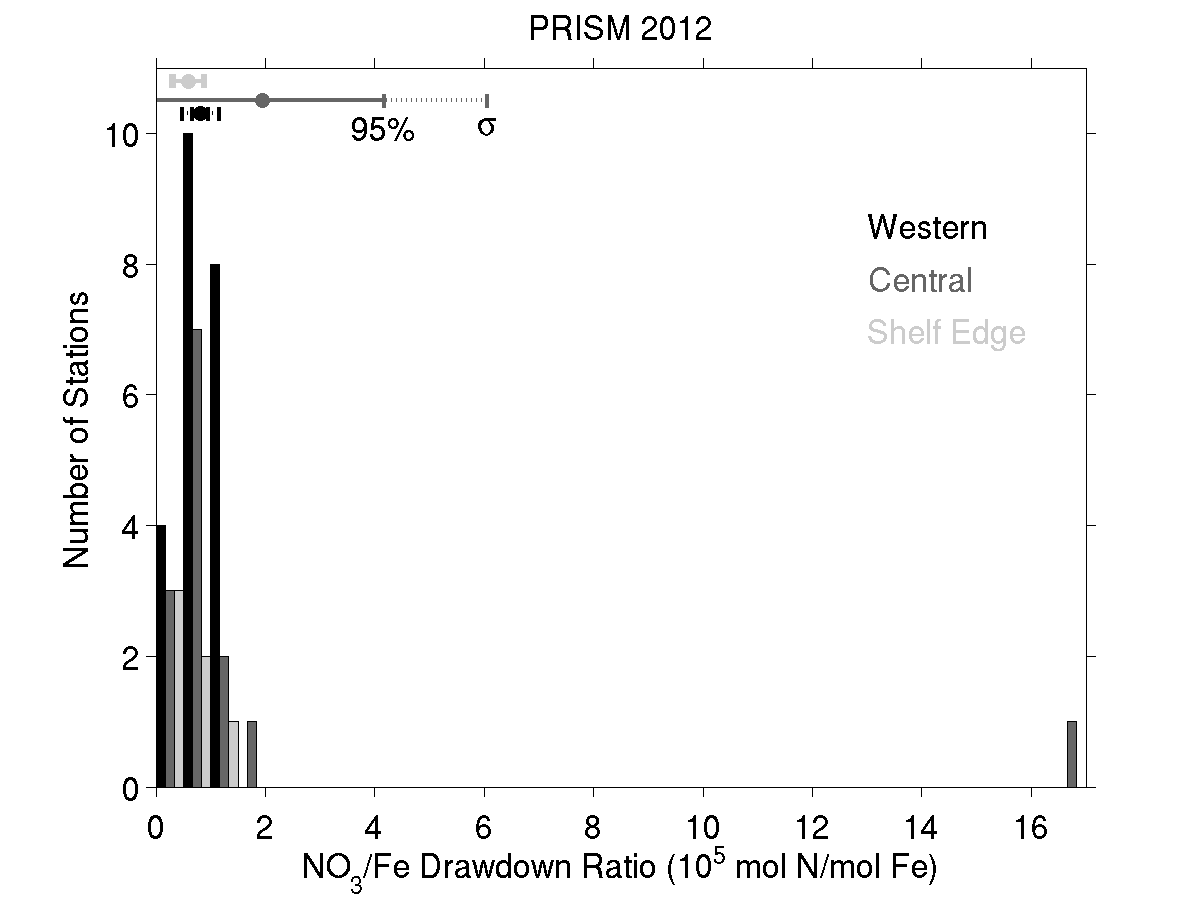 PRISM 2012
95% σ
10
8
6
4
2
0
Number of Stations
Western
Central
Shelf Edge
0 2 4 6 8 10 12 14 16
NO3/Fe Drawdown Ratio (10^5 mol N/mol Fe)